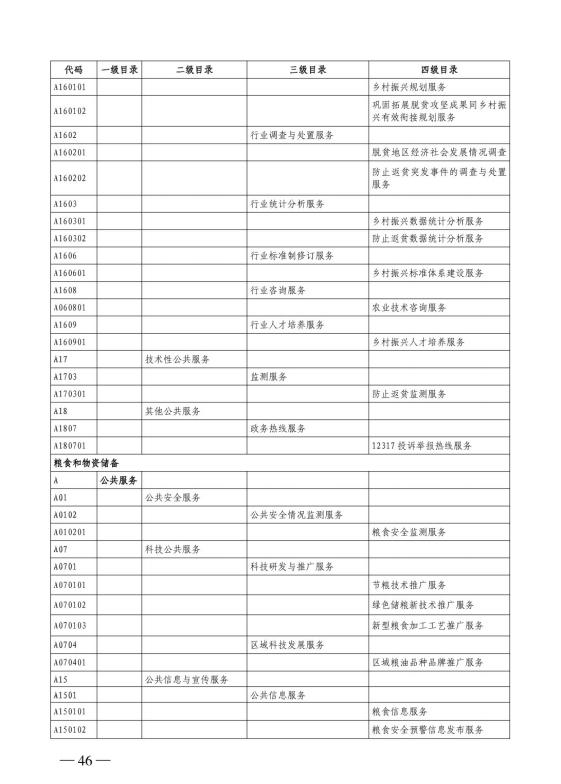 代码 一级目录 二级目录 三级目录 四级目录
A160101 乡村振兴规划服务
A160102 巩固拓展脱贫攻坚成果同乡村振
兴有效衔接规划服务
A1602 行业调查与处置服务
A160201 脱贫地区经济社会发展情况调查
A160202 防止返贫突发事件的调查与处置
服务
A1603 行业统计分析服务
A160301 乡村振兴数据统计分析服务
A160302 防止返贫数据统计分析服务
A1606 行业标准制修订服务
A160601 乡村振兴标准体系建设服务
A1608 行业咨询服务
A060801 农业技术咨询服务
A1609 行业人才培养服务
A160901 乡村振兴人才培养服务
A17 技术性公共服务
A1703 监测服务
A170301 防止返贫监测服务
A18 其他公共服务
A1807 政务热线服务
A180701 12317 投诉举报热线服务
粮食和物资储备
A 公共服务
A01 公共安全服务
A0102 公共安全情况监测服务
A010201 粮食安全监测服务
A07 科技公共服务
A0701 科技研发与推广服务
A070101 节粮技术推广服务
A070102 绿色储粮新技术推广服务
A070103 新型粮食加工工艺推广服务
A0704 区域科技发展服务
A070401 区域粮油品种品牌推广服务
A15 公共信息与宣传服务
A1501 公共信息服务
A150101 粮食信息服务
A150102 粮食安全预警信息发布服务
— 46 —